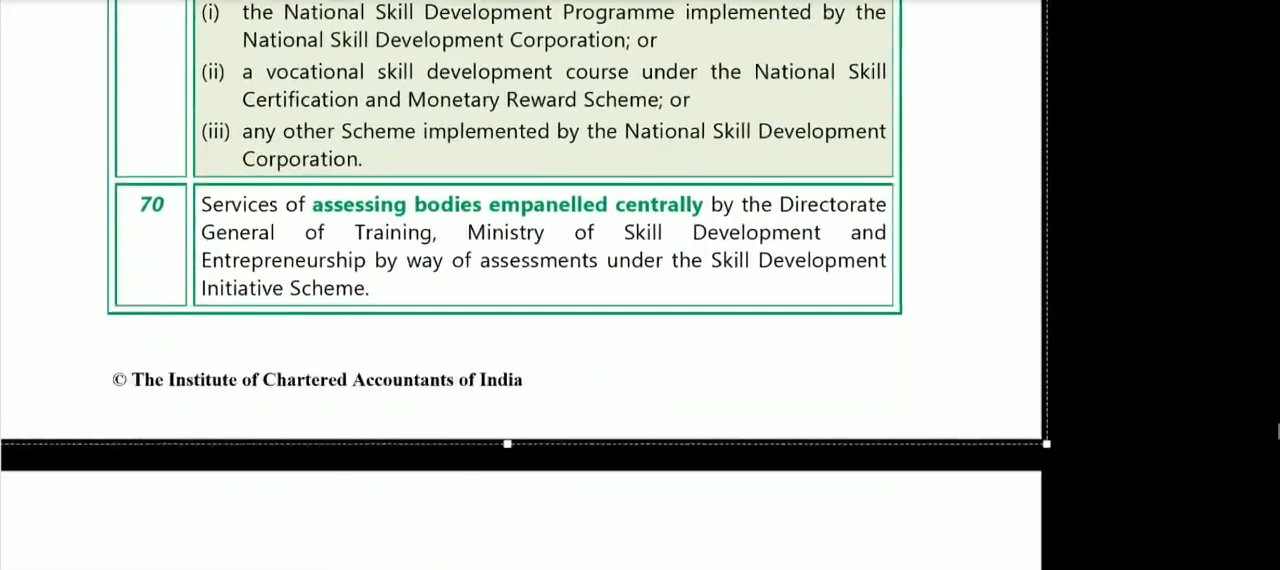 (i) the National Skill Development Programme implemented by the
National Skill Development Corporation; or
(ii) a vocational skill development course under the National Skill
Certification and Monetary Reward Scheme; or
(iii) any other Scheme implemented by the National Skill Development
Corporation.
70 Services of assessing bodies empanelled centrally by the Directorate
General of Training, Ministry of Skill Development and
Entrepreneurship by way of assessments under the Skill Development
Initiative Scheme.
© The Institute of Chartered Accountants of India